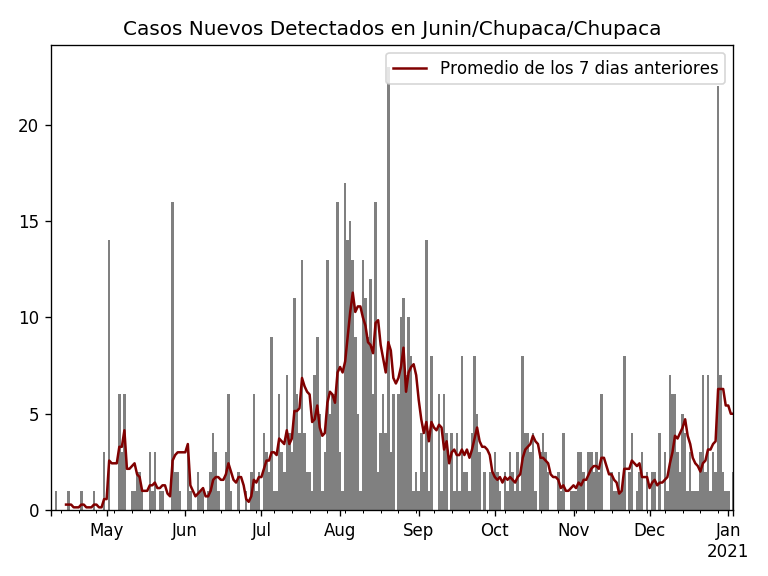 Casos Nuevos Detectados en Junin/Chupaca/Chupaca
Promedio de los 7 dias anteriores
20
15
10
5
0
May Jun Jul Aug Sep Oct Nov Dec Jan
2021